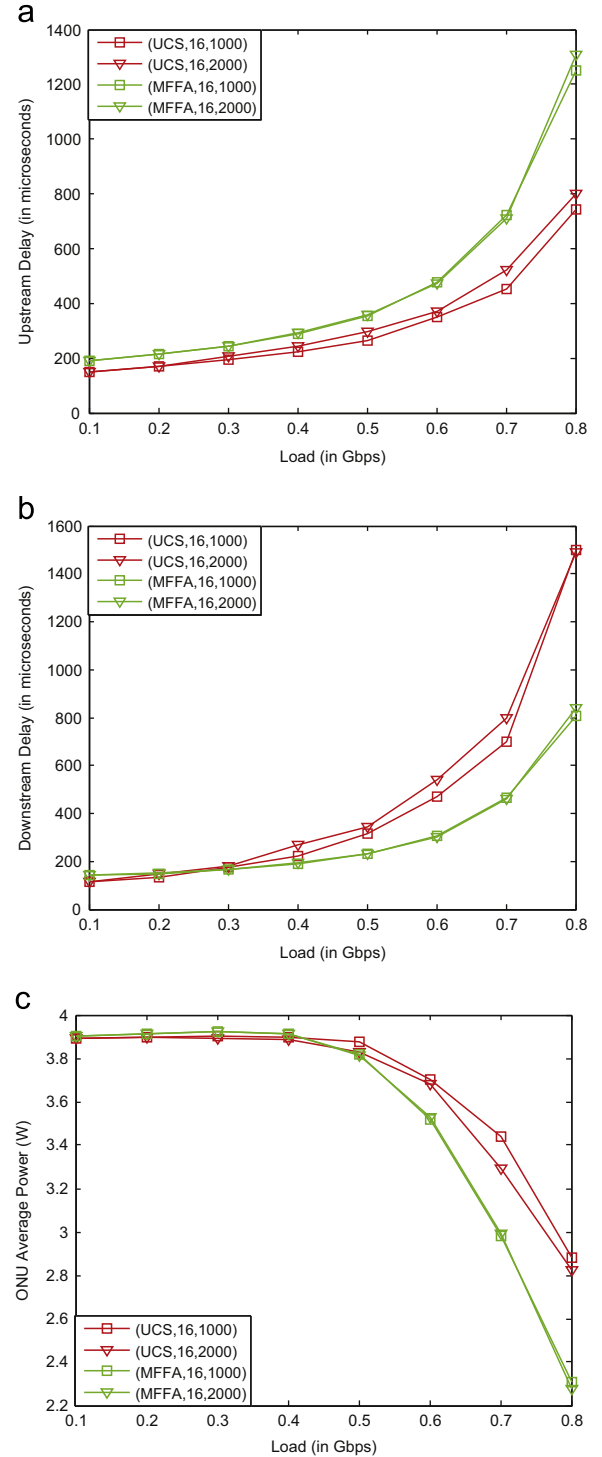 a
1400
1200
1000
800
600
400
200
0
Upstream Delay (in microseconds)
(UCS,16,1000)
(UCS,16,2000)
(MFFA,16,1000)
(MFFA,16,2000)
0.1 0.2 0.3 0.4 0.5 0.6 0.7 0.8
Load (in Gbps)
b
1600
1400
1200
1000
800
600
400
200
0
Downstream Delay (in microseconds)
(UCS,16,1000)
(UCS,16,2000)
(MFFA,16,1000)
(MFFA,16,2000)
0.1 0.2 0.3 0.4 0.5 0.6 0.7 0.8
Load (in Gbps)
c
4
3.8
3.6
3.4
3.2
3
2.8
2.6
2.4
2.2
ONU Average Power (W)
(UCS,16,1000)
(UCS,16,2000)
(MFFA,16,1000)
(MFFA,16,2000)
0.1 0.2 0.3 0.4 0.5 0.6 0.7 0.8
Load (in Gbps)